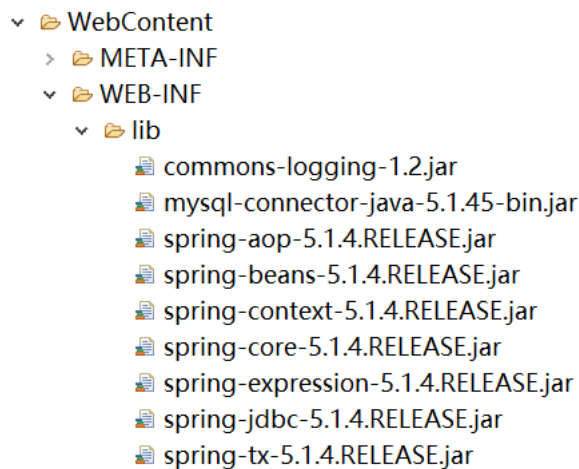 WebContent
META-INF
WEB-INF
lib
commons-logging-1.2.jar
mysql-connector-java-5.1.45-bin.jar
spring-aop-5.1.4.RELEASE.jar
spring-beans-5.1.4.RELEASE.jar
spring-context-5.1.4.RELEASE.jar
spring-core-5.1.4.RELEASE.jar
spring-expression-5.1.4.RELEASE.jar
spring-jdbc-5.1.4.RELEASE.jar
spring-tx-5.1.4.RELEASE.jar